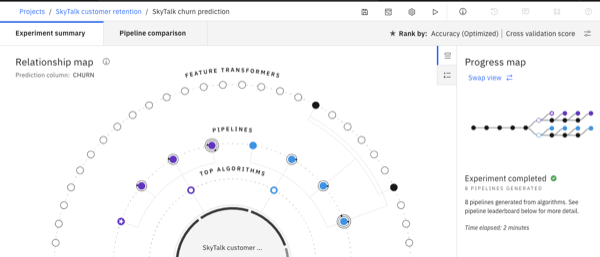 Projects / SkyTalk customer retention / SkyTalk churn prediction
Experiment summary
Pipeline comparison
Rank by: Accuracy (Optimized) | Cross validation score
Relationship map
Prediction column: CHURN
FEATURE TRANSFORMERS
PIPELINES
TOP ALGORITHMS
SkyTalk customer ...
Progress map
Swap view
Experiment completed
8 PIPELINES GENERATED
8 pipelines generated from algorithms. See
pipeline leaderboard below for more detail.
Time elapsed: 2 minutes